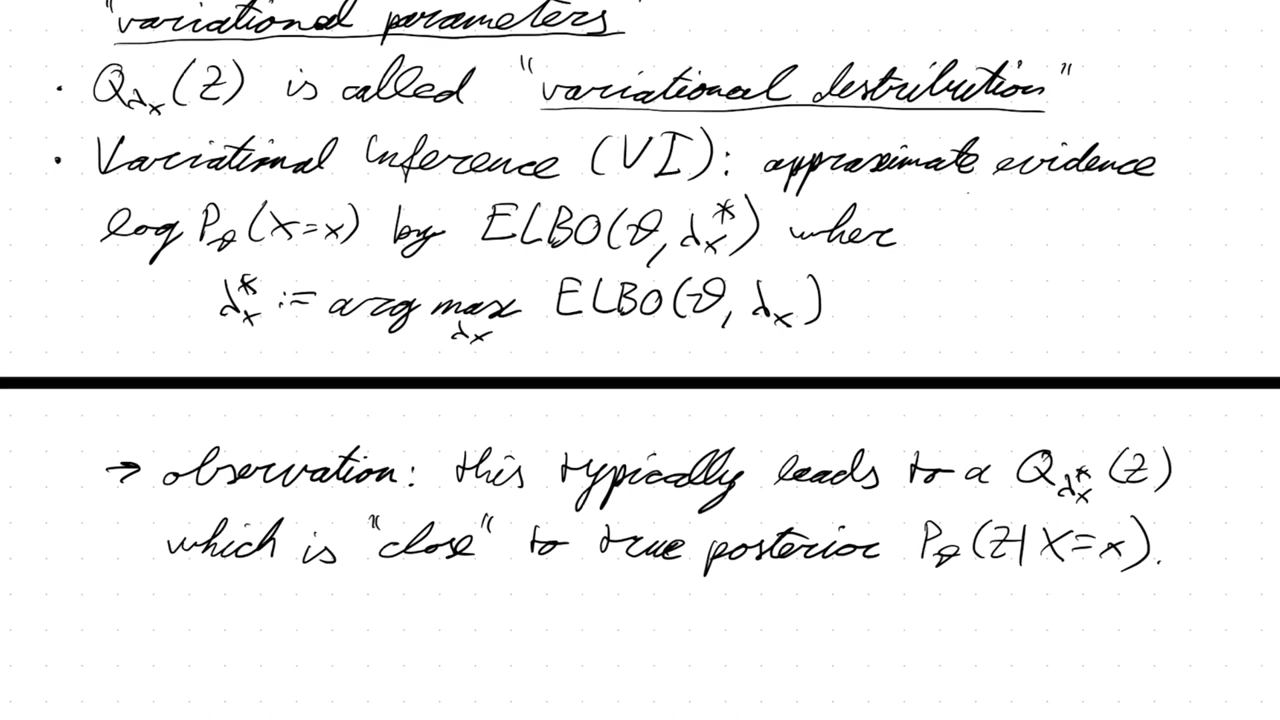 "variational parameters
· Q_{λ_x}(Z) is called "variational destribution"
· Variational Inference (VI): approximate evidence
log P_ϑ(X=x) by ELBO(ϑ, λ_x^*) where
λ_x^* := arg max_{λ_x} ELBO(ϑ, λ_x)
→ observation: this typically leads to a Q_{λ_x^*}(Z)
which is "close" to true posterior P_ϑ(Z|X=x).